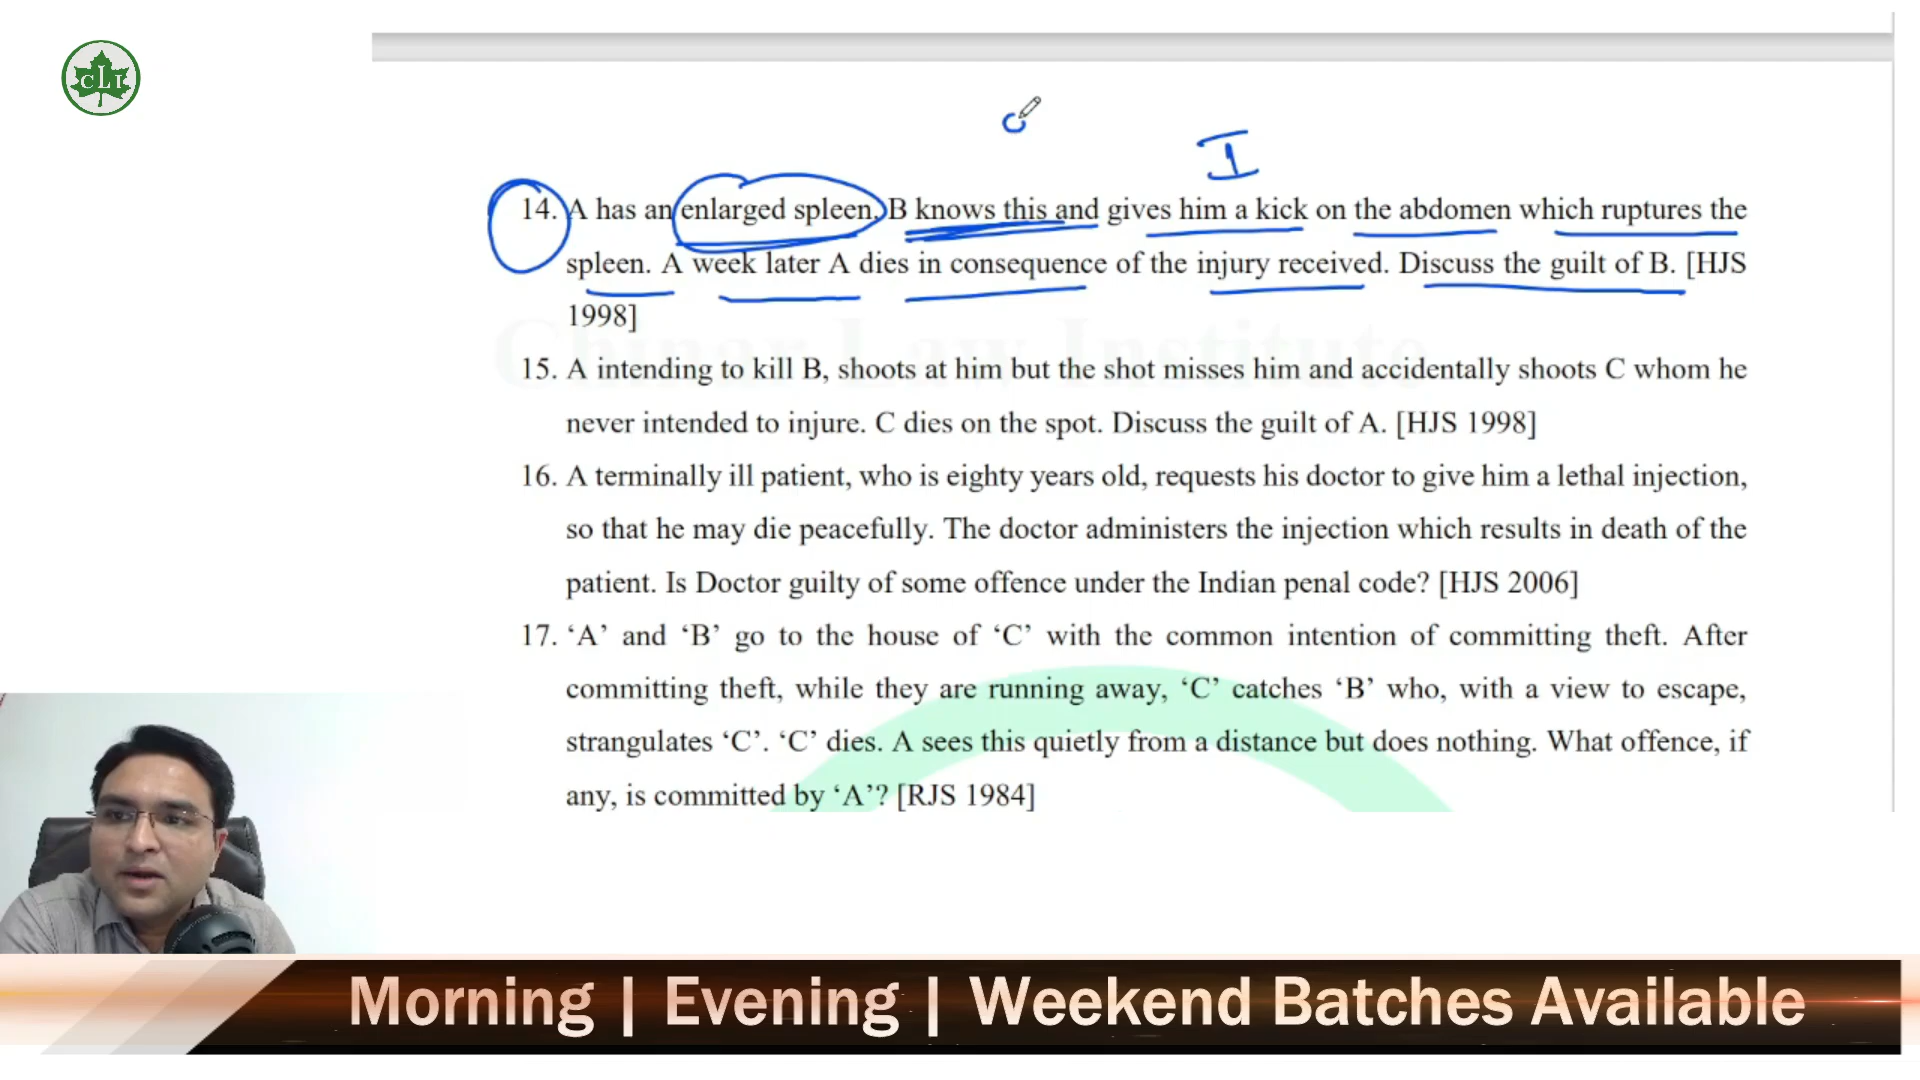 CLI
I
14. A has an enlarged spleen. B knows this and gives him a kick on the abdomen which ruptures the
spleen. A week later A dies in consequence of the injury received. Discuss the guilt of B. [HJS
1998]
Chinar Law Institute
15. A intending to kill B, shoots at him but the shot misses him and accidentally shoots C whom he
never intended to injure. C dies on the spot. Discuss the guilt of A. [HJS 1998]
16. A terminally ill patient, who is eighty years old, requests his doctor to give him a lethal injection,
so that he may die peacefully. The doctor administers the injection which results in death of the
patient. Is Doctor guilty of some offence under the Indian penal code? [HJS 2006]
17. ‘A’ and ‘B’ go to the house of ‘C’ with the common intention of committing theft. After
committing theft, while they are running away, ‘C’ catches ‘B’ who, with a view to escape,
strangulates ‘C’. ‘C’ dies. A sees this quietly from a distance but does nothing. What offence, if
any, is committed by ‘A’? [RJS 1984]
Morning | Evening | Weekend Batches Available